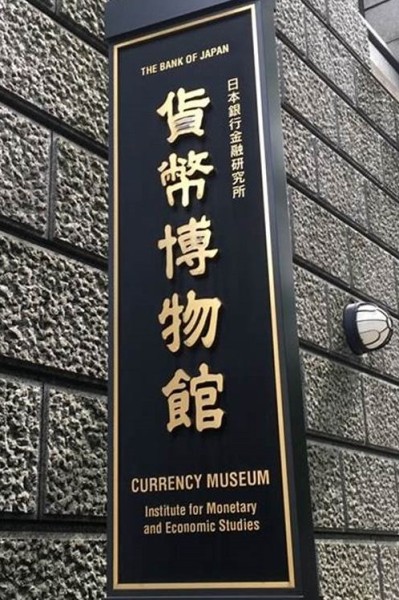 THE BANK OF JAPAN
日本銀行金融研究所
貨幣博物館
CURRENCY MUSEUM
Institute for Monetary
and Economic Studies